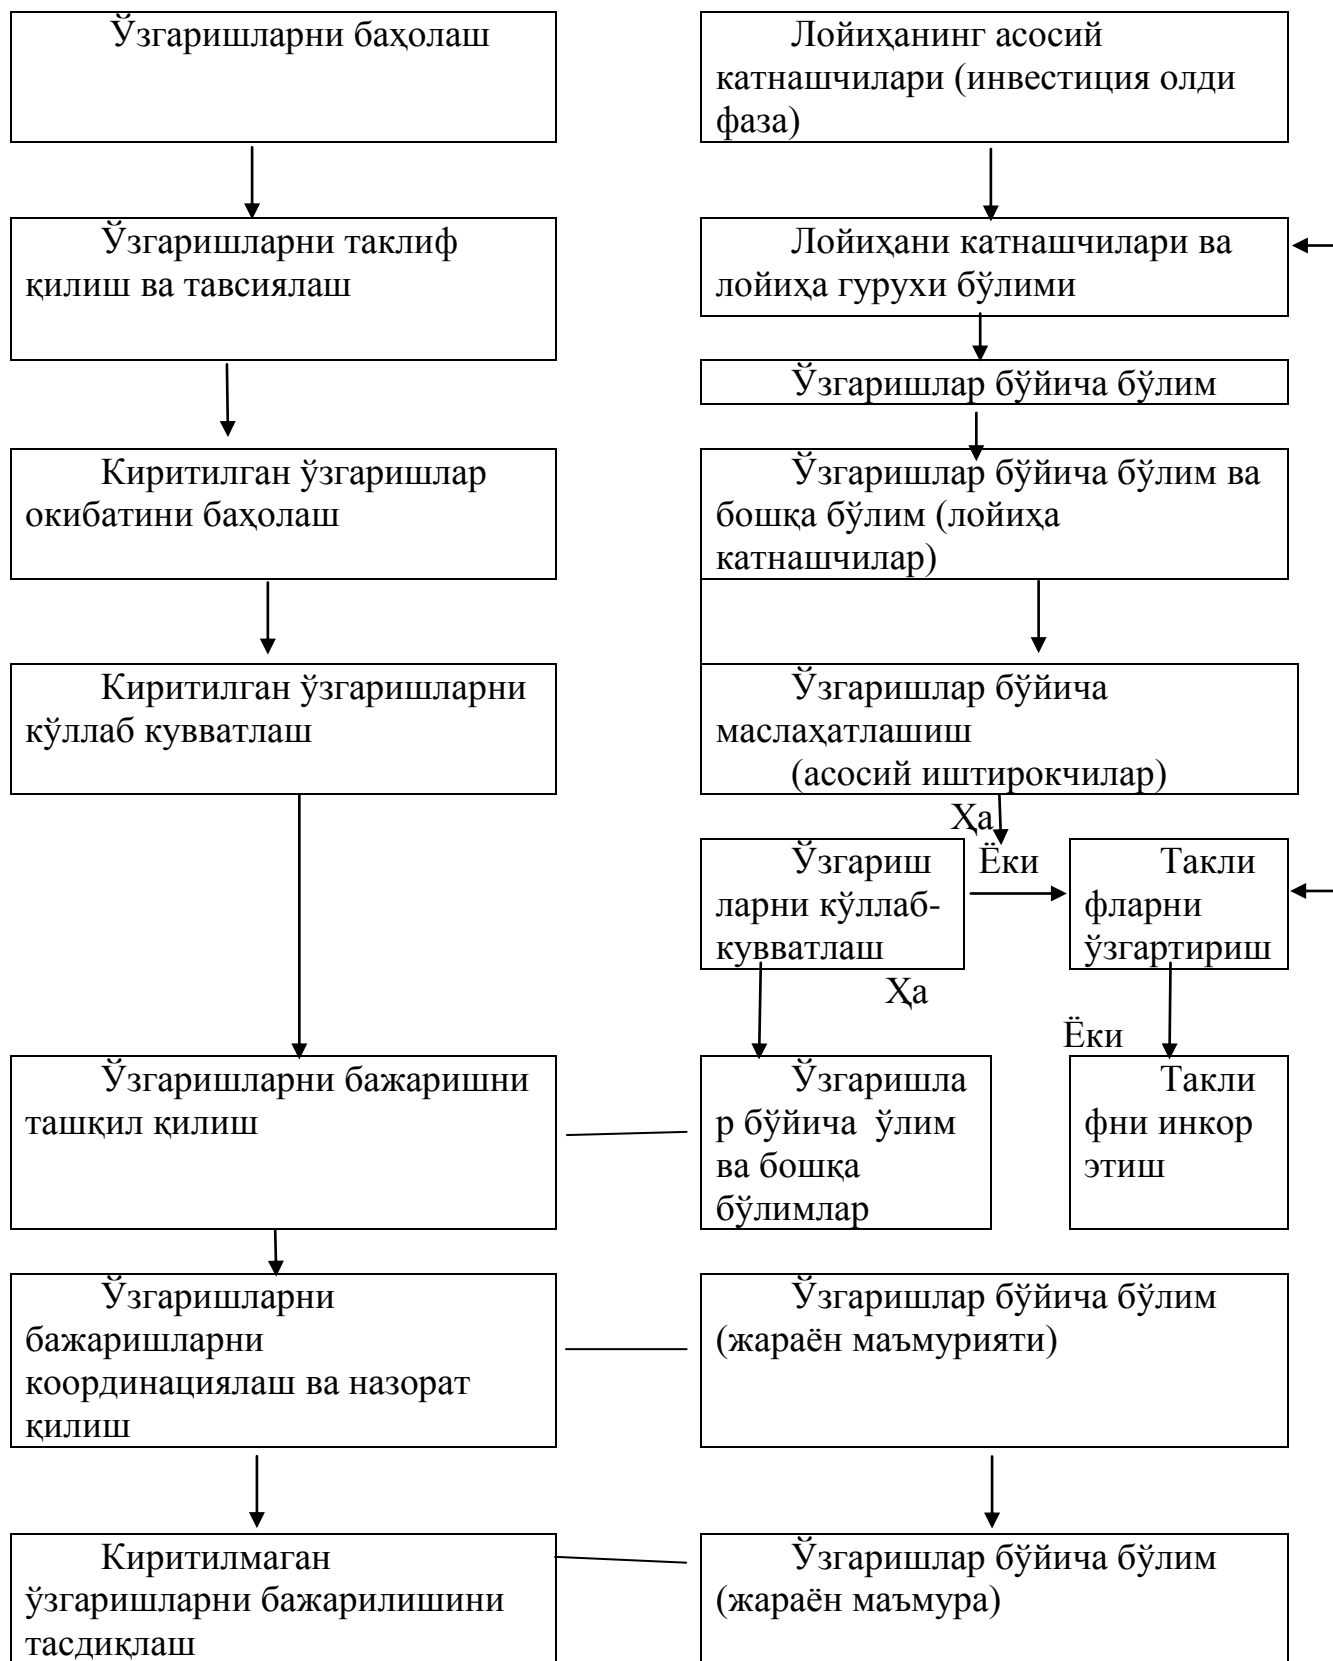 Ўзгаришларни баҳолаш
Лойиҳанинг асосий
катнашчилари (инвестиция олди
фаза)
Ўзгаришларни таклиф
қилиш ва тавсиялаш
Лойиҳани катнашчилари ва
лойиҳа гурухи бўлими
Ўзгаришлар бўйича бўлим
Киритилган ўзгаришлар
окибатини баҳолаш
Ўзгаришлар бўйича бўлим ва
бошқа бўлим (лойиҳа
катнашчилар)
Киритилган ўзгаришларни
кўллаб кувватлаш
Ўзгаришлар бўйича
маслаҳатлашиш
(асосий иштирокчилар)
Ҳа
Ўзгариш
ларни кўллаб-
кувватлаш
Ёки
Такли
фларни
ўзгартириш
Ҳа
Ёки
Ўзгаришларни бажаришни
ташқил қилиш
Ўзгаришла
р бўйича ўлим
ва бошқа
бўлимлар
Такли
фни инкор
этиш
Ўзгаришларни
бажаришларни
координациялаш ва назорат
қилиш
Ўзгаришлар бўйича бўлим
(жараён маъмурияти)
Киритилмаган
ўзгаришларни бажарилишини
тасдиқлаш
Ўзгаришлар бўйича бўлим
(жараён маъмура)